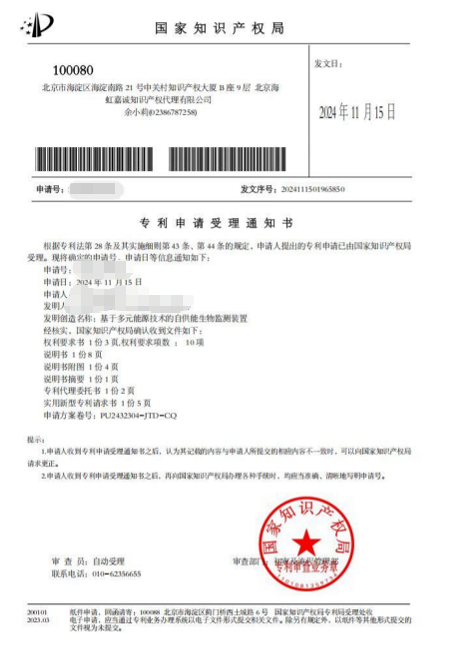 国家知识产权局
100080
北京市海淀区海淀南路 21 号中关村知识产权大厦 B 座 9 层 北京海
虹嘉诚知识产权代理有限公司
余小莉(02386787258)
发文日：
2024年11月15日
申请号：
发文序号：2024111501965850
专利申请受理通知书
根据专利法第 28 条及其实施细则第 43 条、第 44 条的规定，申请人提出的专利申请已由国家知识产权局
受理。现将确定的申请号、申请日等信息通知如下：
申请号：
申请日：2024 年 11 月 15 日
申请人
发明人
发明创造名称：基于多元能源技术的自供能生物监测装置
经核实，国家知识产权局确认收到文件如下：
权利要求书 1 份 3 页,权利要求项数 ： 10 项
说明书 1 份 8 页
说明书附图 1 份 4 页
说明书摘要 1 份 1 页
专利代理委托书 1 份 2 页
实用新型专利请求书 1 份 5 页
申请方案卷号：PU2432304-JTD-CQ
提示：
1.申请人收到专利申请受理通知书之后，认为其记载的内容与申请人所提交的相应内容不一致时，可以向国家知识产权局
请求更正。
2.申请人收到专利申请受理通知书之后，再向国家知识产权局办理各种手续时，均应当准确、清晰地写明申请号。
国家知识产权局
专利审查业务章
审 查 员：自动受理
审查部门：
联系电话：010-62356655
200101 纸件申请，回函请寄：100088 北京市海淀区蓟门桥西土城路 6 号 国家知识产权局专利局受理处收
2023.03 电子申请，应当通过专利业务办理系统以电子文件形式提交相关文件。除另有规定外，以纸件等其他形式提交的
文件视为未提交。